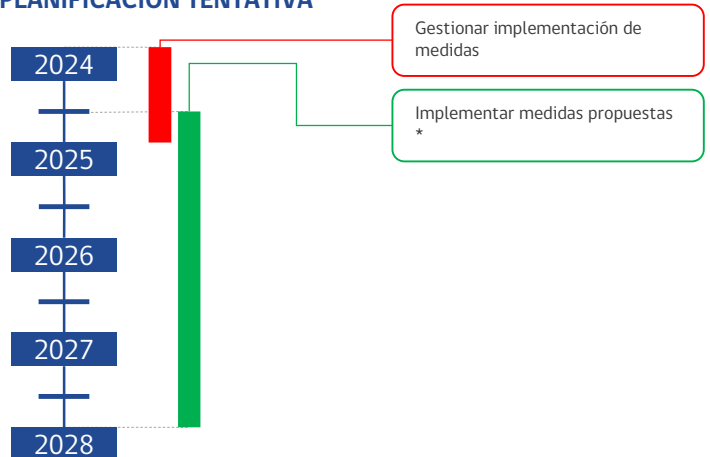 PLANIFICACIÓN TENTATIVA
Gestionar implementación de
medidas
2024
Implementar medidas propuestas
*
2025
2026
2027
2028